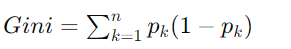 Gini = ∑_{k=1}^{n} p_k(1 − p_k)